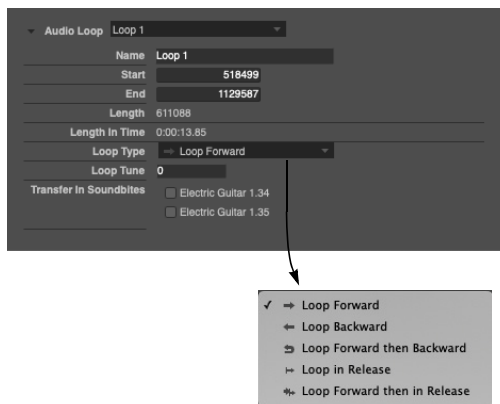 Audio Loop Loop 1
Name Loop 1
Start 518499
End 1129587
Length 611088
Length In Time 0:00:13.85
Loop Type Loop Forward
Loop Tune 0
Transfer In Soundbites Electric Guitar 1.34
Electric Guitar 1.35
✓ Loop Forward
Loop Backward
Loop Forward then Backward
Loop in Release
Loop Forward then in Release